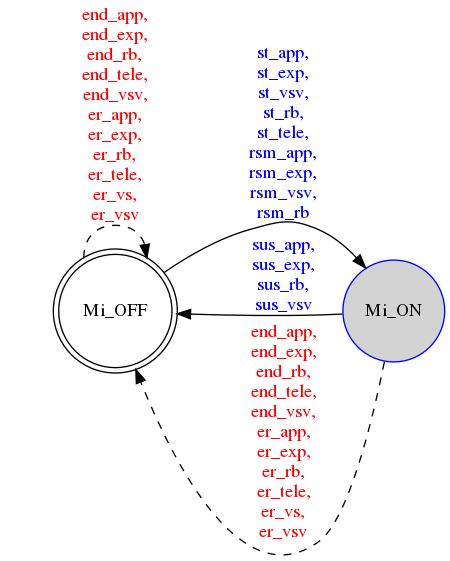 end_app,
end_exp,
end_rb,
end_tele,
end_vsv,
er_app,
er_exp,
er_rb,
er_tele,
er_vs,
er_vsv
st_app,
st_exp,
st_vsv,
st_rb,
st_tele,
rsm_app,
rsm_exp,
rsm_vsv,
rsm_rb
sus_app,
sus_exp,
sus_rb,
sus_vsv
Mi_OFF
Mi_ON
end_app,
end_exp,
end_rb,
end_tele,
end_vsv,
er_app,
er_exp,
er_rb,
er_tele,
er_vs,
er_vsv